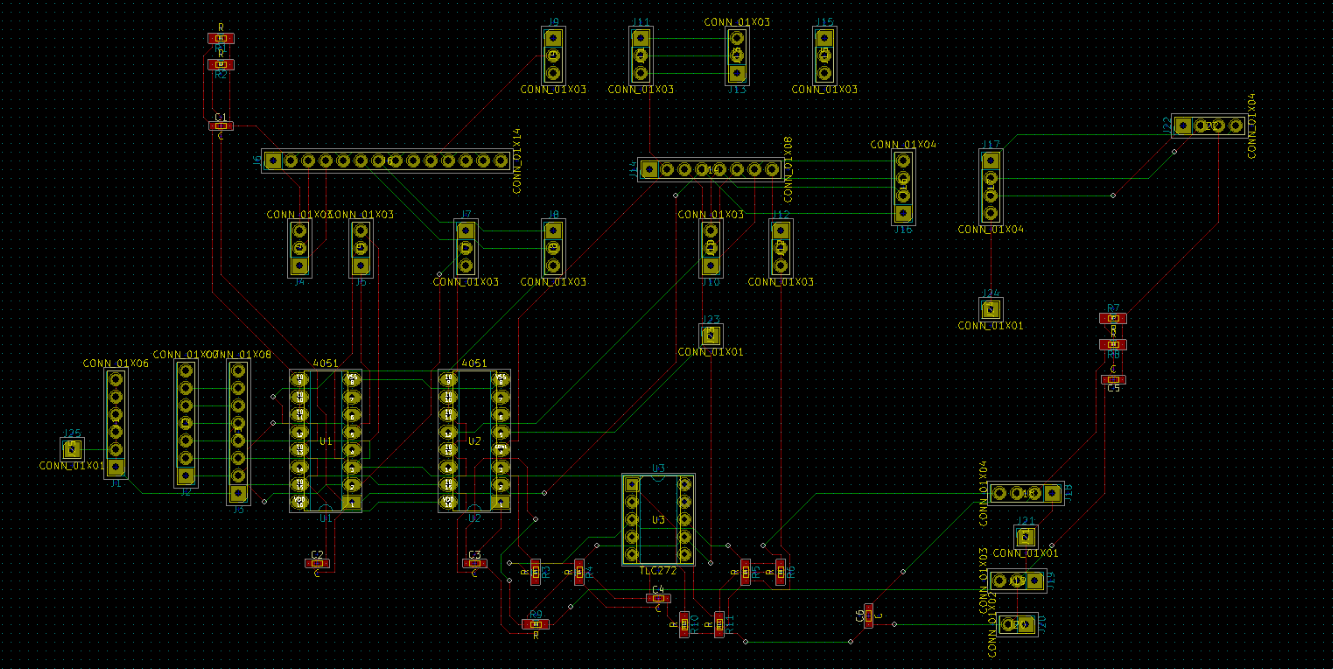 R
R1
R
R2
C1
C
J9
CONN_01X03
J11
CONN_01X03
CONN_01X03
J13
J15
CONN_01X03
J6
CONN_01X14
J14
CONN_01X08
CONN_01X04
J16
J17
CONN_01X04
J22
CONN_01X04
CONN_01X03
J4
CONN_01X03
J5
J7
CONN_01X03
J8
CONN_01X03
CONN_01X03
J10
J12
CONN_01X03
J23
CONN_01X01
J24
CONN_01X01
R7
R
R
R8
C
C5
CONN_01X06
J1
CONN_01X07
J2
CONN_01X08
J3
J25
CONN_01X01
4051
U1
U1
4051
U2
U2
U3
U3
TLC272
C2
C
C3
C
R
R3
R
R4
R
R5
R
R6
C4
C
R9
R
R
R10
R
R11
C6
C
CONN_01X04
J18
J21
CONN_01X01
CONN_01X03
J19
CONN_01X02
J20